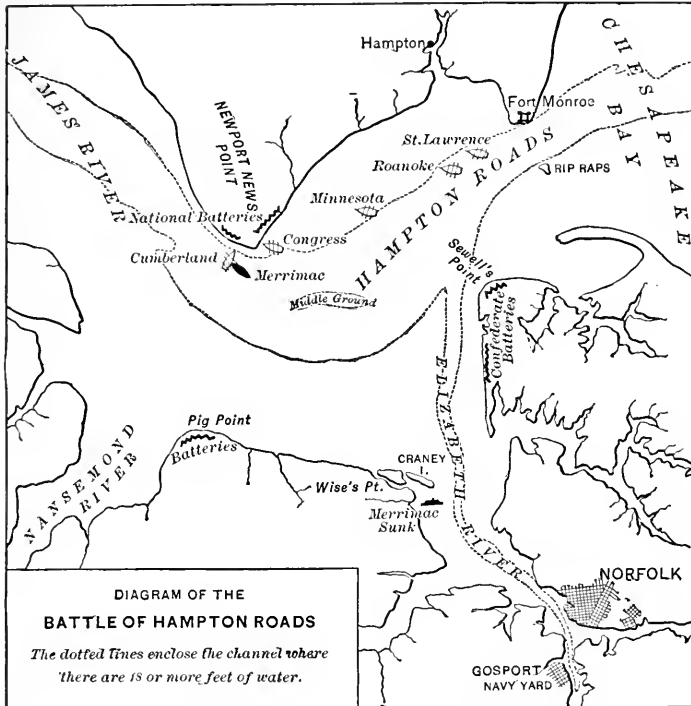 Hampton
CHESAPEAKE
BAY
JAMES RIVER
Fort Monroe
NEWPORT NEWS
POINT
St. Lawrence
Roanoke
HAMPTON ROADS
RIP RAPS
Minnesota
National Batteries
Congress
Cumberland
Merrimac
Sewell's
Point
Middle Ground
Confederate
Batteries
ELIZABETH RIVER
Pig Point
Batteries
NANSEMOND
RIVER
CRANEY
I.
Wise's Pt.
Merrimac
Sunk
NORFOLK
GOSPORT
NAVY YARD
DIAGRAM OF THE
BATTLE OF HAMPTON ROADS
The dotted lines enclose the channel where
there are 18 or more feet of water.